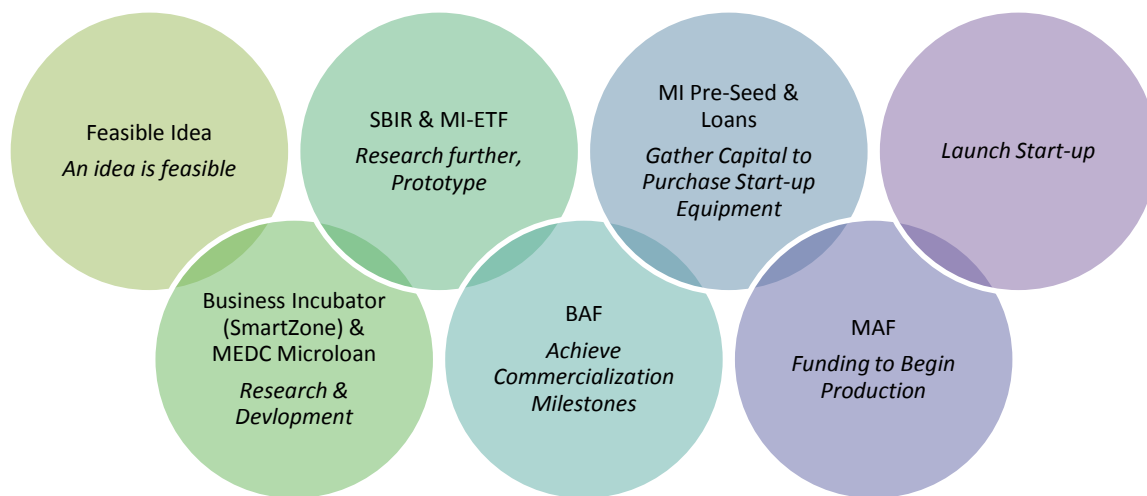 Feasible Idea
An idea is feasible
Business Incubator
(SmartZone) &
MEDC Microloan
Research &
Devlopment
SBIR & MI-ETF
Research further,
Prototype
BAF
Achieve
Commercialization
Milestones
MI Pre-Seed &
Loans
Gather Capital to
Purchase Start-up
Equipment
MAF
Funding to Begin
Production
Launch Start-up